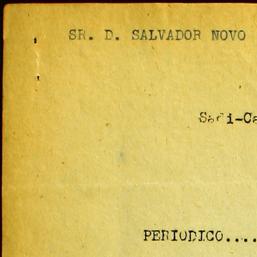 SR. D. SALVADOR NOVO
PERIODICO....